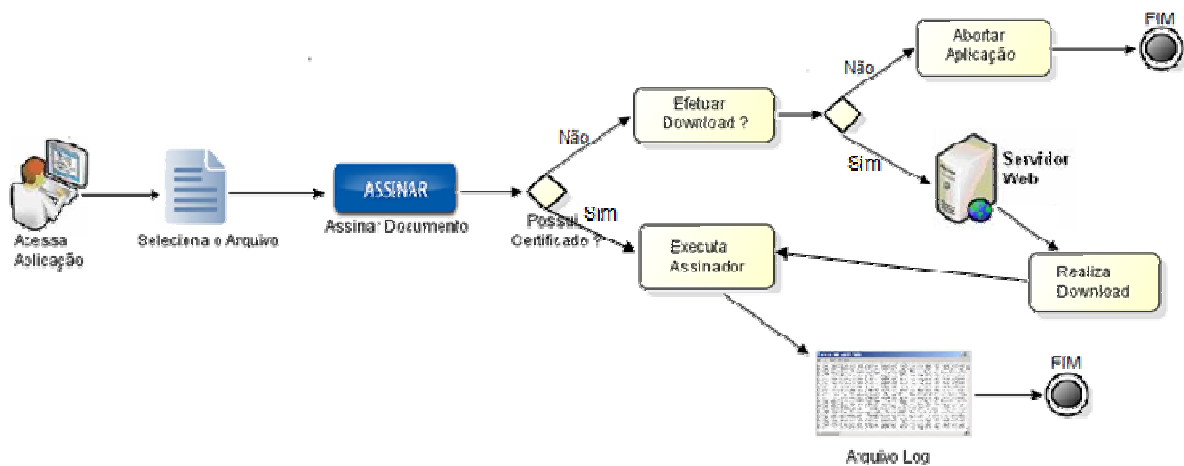 FIM
Abortar
Aplicação
Não
Efetuar
Download ?
Não
Sim
Servidor
Web
ASSINAR
Assinar Documento
Acessa
Aplicação
Seleciona o Arquivo
Possui
Certificado ?
Sim
Executa
Assinador
Realiza
Download
FIM
Arquivo Log